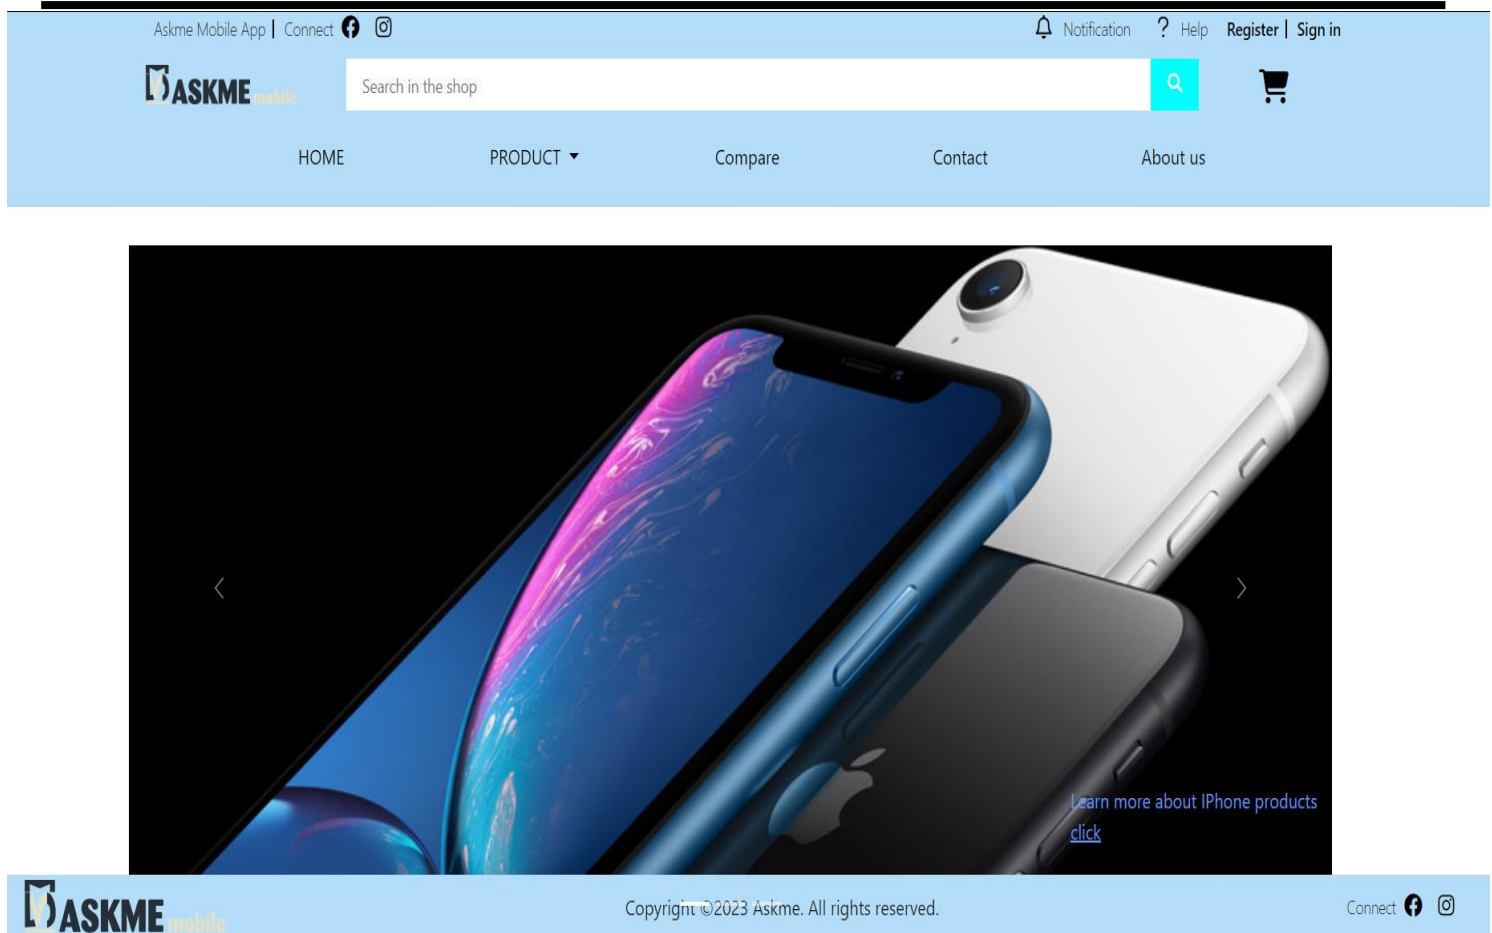 Askme Mobile App | Connect
Notification ? Help Register | Sign in
ASKME mobile
Search in the shop
HOME PRODUCT Compare Contact About us
Learn more about IPhone products
click
ASKME mobile
Copyright ©2023 Askme. All rights reserved.
Connect